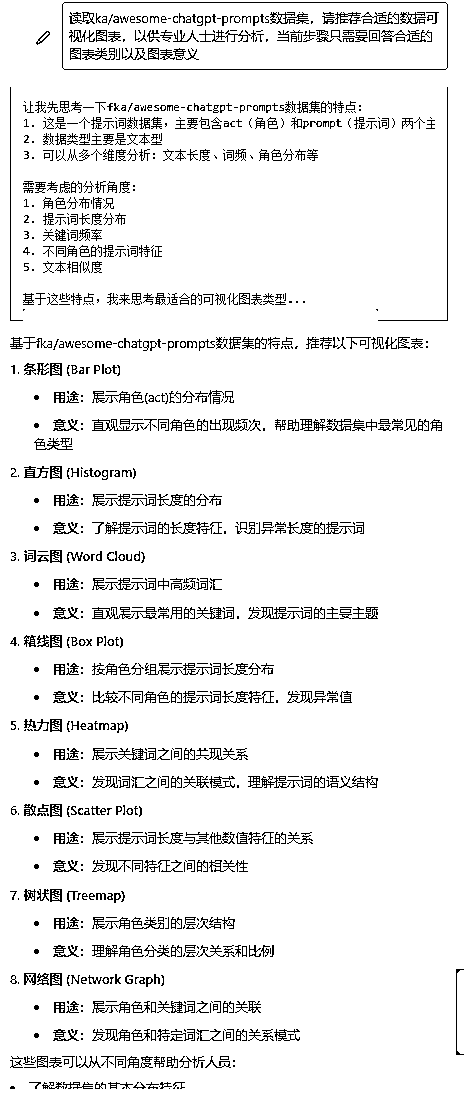 读取ka/awesome-chatgpt-prompts数据集，请推荐合适的数据可
视化图表，以供专业人士进行分析，当前步骤只需要回答合适的
图表类别以及图表意义
让我先思考一下fka/awesome-chatgpt-prompts数据集的特点：
1. 这是一个提示词数据集，主要包含act（角色）和prompt（提示词）两个主
2. 数据类型主要是文本型
3. 可以从多个维度分析：文本长度、词频、角色分布等
需要考虑的分析角度：
1. 角色分布情况
2. 提示词长度分布
3. 关键词频率
4. 不同角色的提示词特征
5. 文本相似度
基于这些特点，我来思考最适合的可视化图表类型...
基于fka/awesome-chatgpt-prompts数据集的特点，推荐以下可视化图表：
1. 条形图 (Bar Plot)
• 用途：展示角色(act)的分布情况
• 意义：直观显示不同角色的出现频次，帮助理解数据集中最常见的角
色类型
2. 直方图 (Histogram)
• 用途：展示提示词长度的分布
• 意义：了解提示词的长度特征，识别异常长度的提示词
3. 词云图 (Word Cloud)
• 用途：展示提示词中高频词汇
• 意义：直观展示最常用的关键词，发现提示词的主要主题
4. 箱线图 (Box Plot)
• 用途：按角色分组展示提示词长度分布
• 意义：比较不同角色的提示词长度特征，发现异常值
5. 热力图 (Heatmap)
• 用途：展示关键词之间的共现关系
• 意义：发现词汇之间的关联模式，理解提示词的语义结构
6. 散点图 (Scatter Plot)
• 用途：展示提示词长度与其他数值特征的关系
• 意义：发现不同特征之间的相关性
7. 树状图 (Treemap)
• 用途：展示角色类别的层次结构
• 意义：理解角色分类的层次关系和比例
8. 网络图 (Network Graph)
• 用途：展示角色和关键词之间的关联
• 意义：发现角色和特定词汇之间的关系模式
这些图表可以从不同角度帮助分析人员：
• 了解数据集的基本分布特征